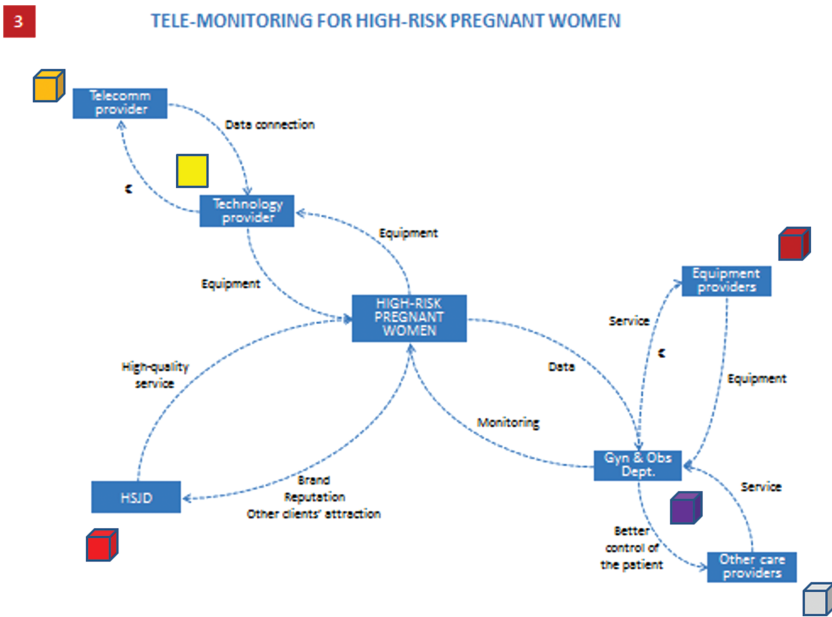 3
TELE-MONITORING FOR HIGH-RISK PREGNANT WOMEN
Telecomm
provider
Data connection
€
Technology
provider
Equipment
Equipment
Equipment
providers
HIGH-RISK
PREGNANT
WOMEN
Service
€
High-quality
service
Data
Equipment
Monitoring
Gyn & Obs
Dept.
HSJD
Brand
Reputation
Other clients' attraction
Service
Better
control of
the patient
Other care
providers